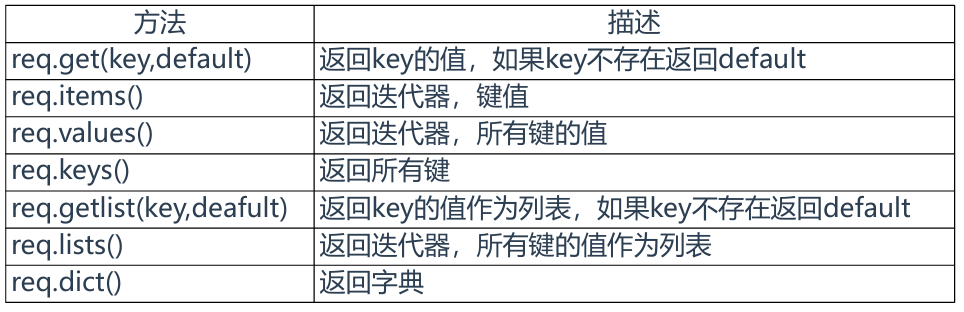 方法 描述
req.get(key,default) 返回key的值，如果key不存在返回default
req.items() 返回迭代器，键值
req.values() 返回迭代器，所有键的值
req.keys() 返回所有键
req.getlist(key,deafult) 返回key的值作为列表，如果key不存在返回default
req.lists() 返回迭代器，所有键的值作为列表
req.dict() 返回字典